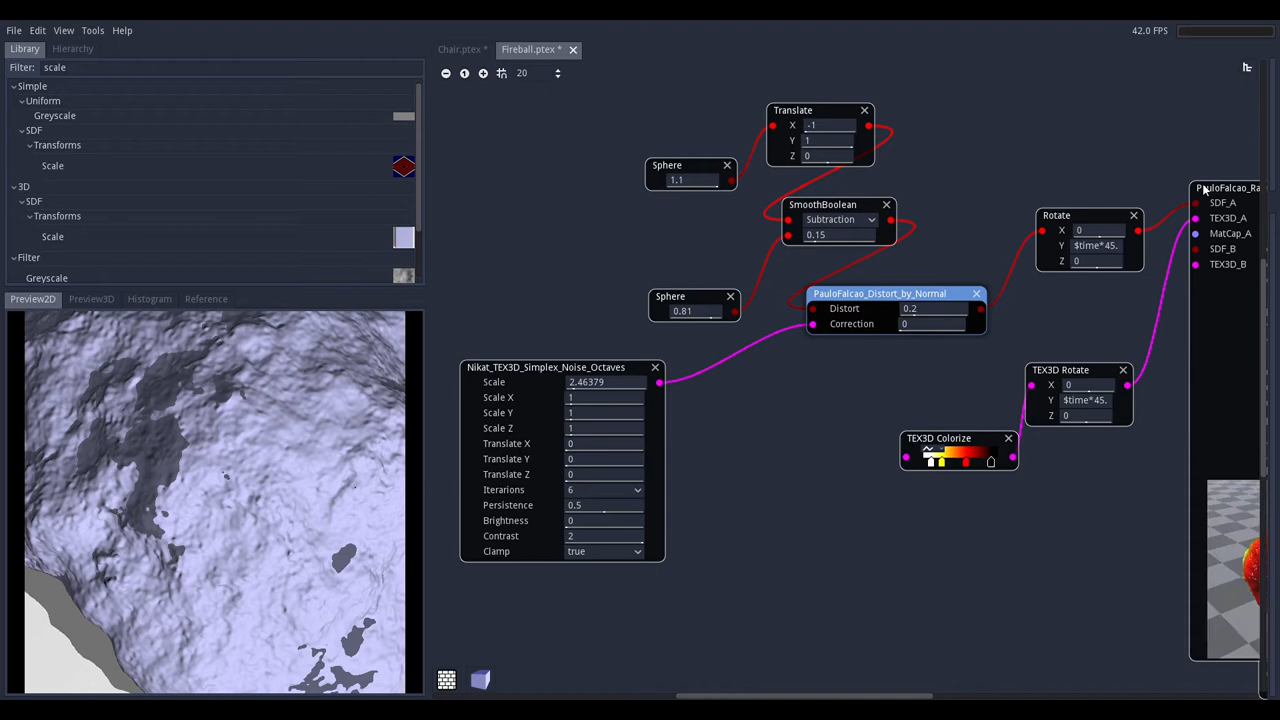 File Edit View Tools Help
42.0 FPS
Library Hierarchy
Chair.ptex * Fireball.ptex *
Filter: scale
20
Simple
Uniform
Greyscale
SDF
Transforms
Scale
3D
SDF
Transforms
Scale
Filter
Greyscale
Preview2D Preview3D Histogram Reference
Translate
X -1
Y 1
Z 0
Sphere
1.1
SmoothBoolean
Subtraction
0.15
Sphere
0.81
PauloFalcao_Distort_by_Normal
Distort 0.2
Correction 0
Rotate
X 0
Y $time*45.
Z 0
PauloFalcao_Ra
SDF_A
TEX3D_A
MatCap_A
SDF_B
TEX3D_B
Nikat_TEX3D_Simplex_Noise_Octaves
Scale 2.46379
Scale X 1
Scale Y 1
Scale Z 1
Translate X 0
Translate Y 0
Translate Z 0
Iterarions 6
Persistence 0.5
Brightness 0
Contrast 2
Clamp true
TEX3D Rotate
X 0
Y $time*45.
Z 0
TEX3D Colorize